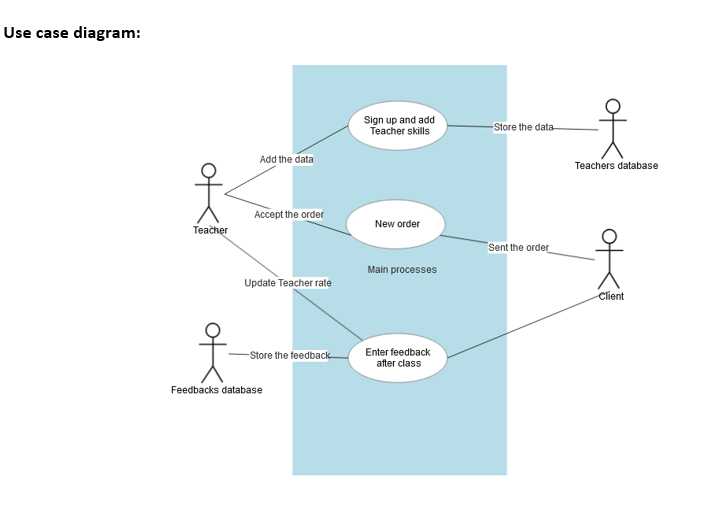 Use case diagram:
Sign up and add
Teacher skills
Store the data
Teachers database
Add the data
Teacher
Accept the order
New order
Sent the order
Main processes
Client
Update Teacher rate
Enter feedback
after class
Store the feedback
Feedbacks database